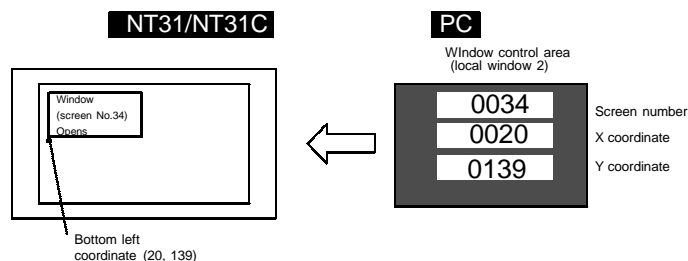 NT31/NT31C
PC
WIndow control area
(local window 2)
Window
(screen No.34)
Opens
0034
Screen number
0020
X coordinate
0139
Y coordinate
Bottom left
coordinate (20, 139)